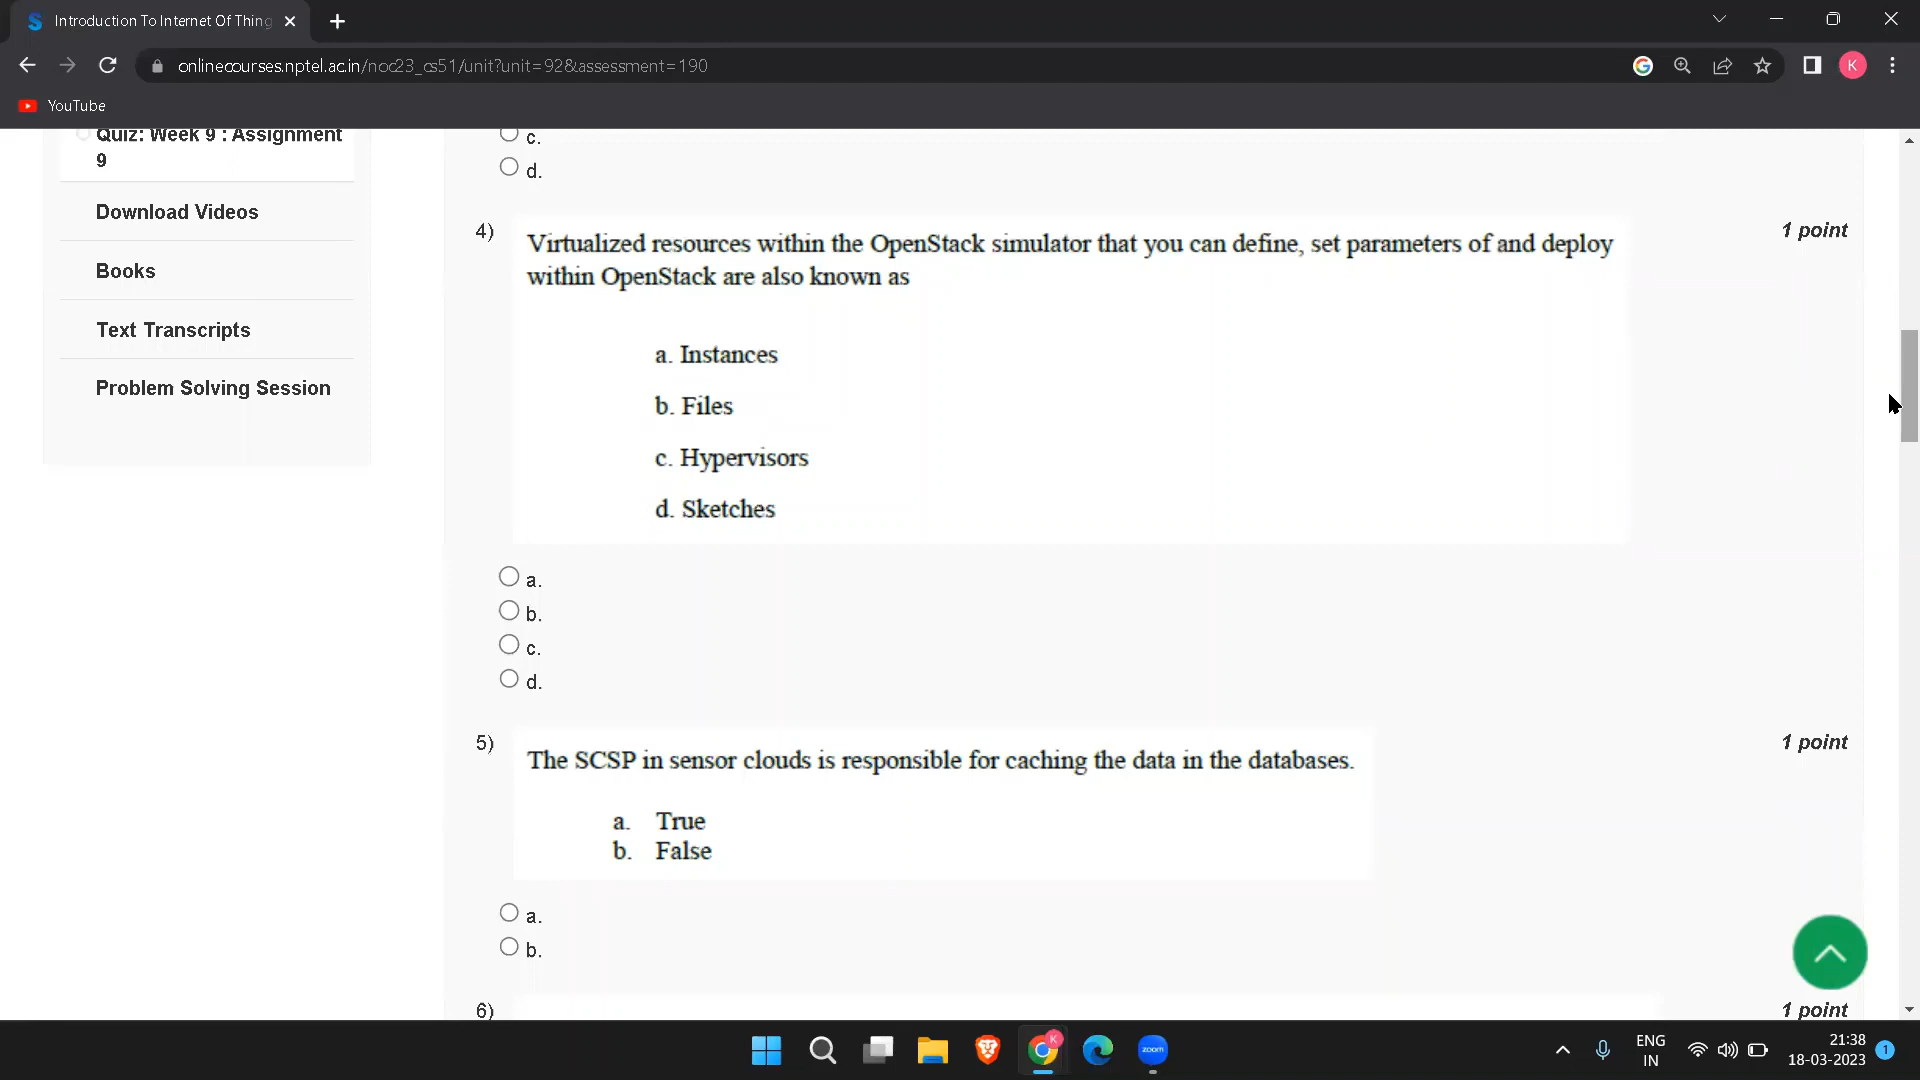 Introduction To Internet Of Thing
onlinecourses.nptel.ac.in/noc23_cs51/unit?unit=92&assessment=190
K
YouTube
Quiz: Week 9 : Assignment
9
Download Videos
Books
Text Transcripts
Problem Solving Session
c.
d.
4)
1 point
Virtualized resources within the OpenStack simulator that you can define, set parameters of and deploy
within OpenStack are also known as
a. Instances
b. Files
c. Hypervisors
d. Sketches
a.
b.
c.
d.
5)
1 point
The SCSP in sensor clouds is responsible for caching the data in the databases.
a. True
b. False
a.
b.
6)
1 point
K
zoom
ENG
IN
21:38
18-03-2023
1